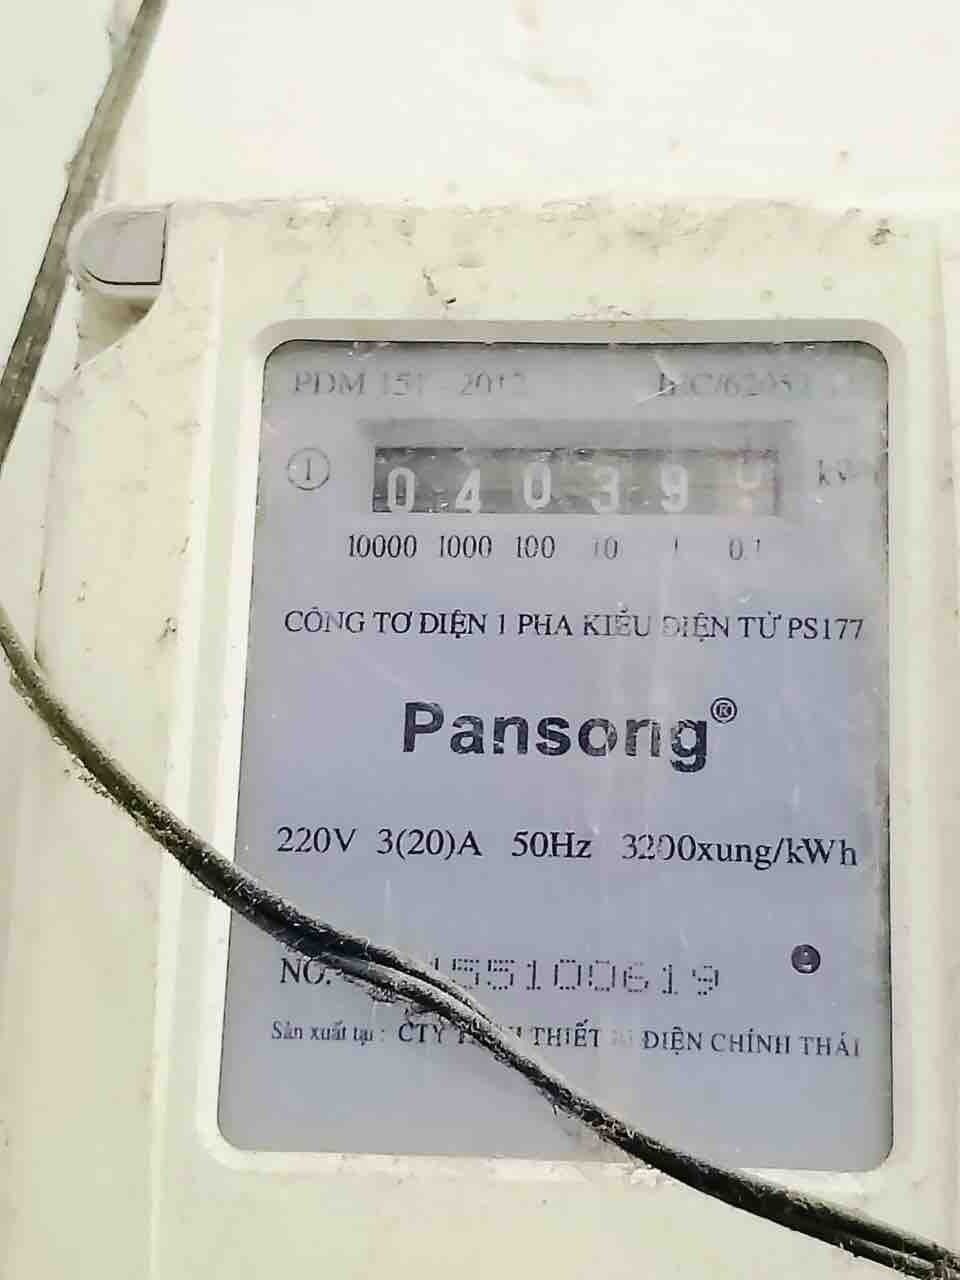 PDM 151 2012
1
0 4 0 3 9
10000 1000 100 10 1 0.1
CÔNG TƠ ĐIỆN 1 PHA KIỂU ĐIỆN TỬ PS177
Pansong®
220V 3(20)A 50Hz 3200xung/kWh
NO.
Sản xuất tại : CTY THIẾT BỊ ĐIỆN CHÍNH THÁI